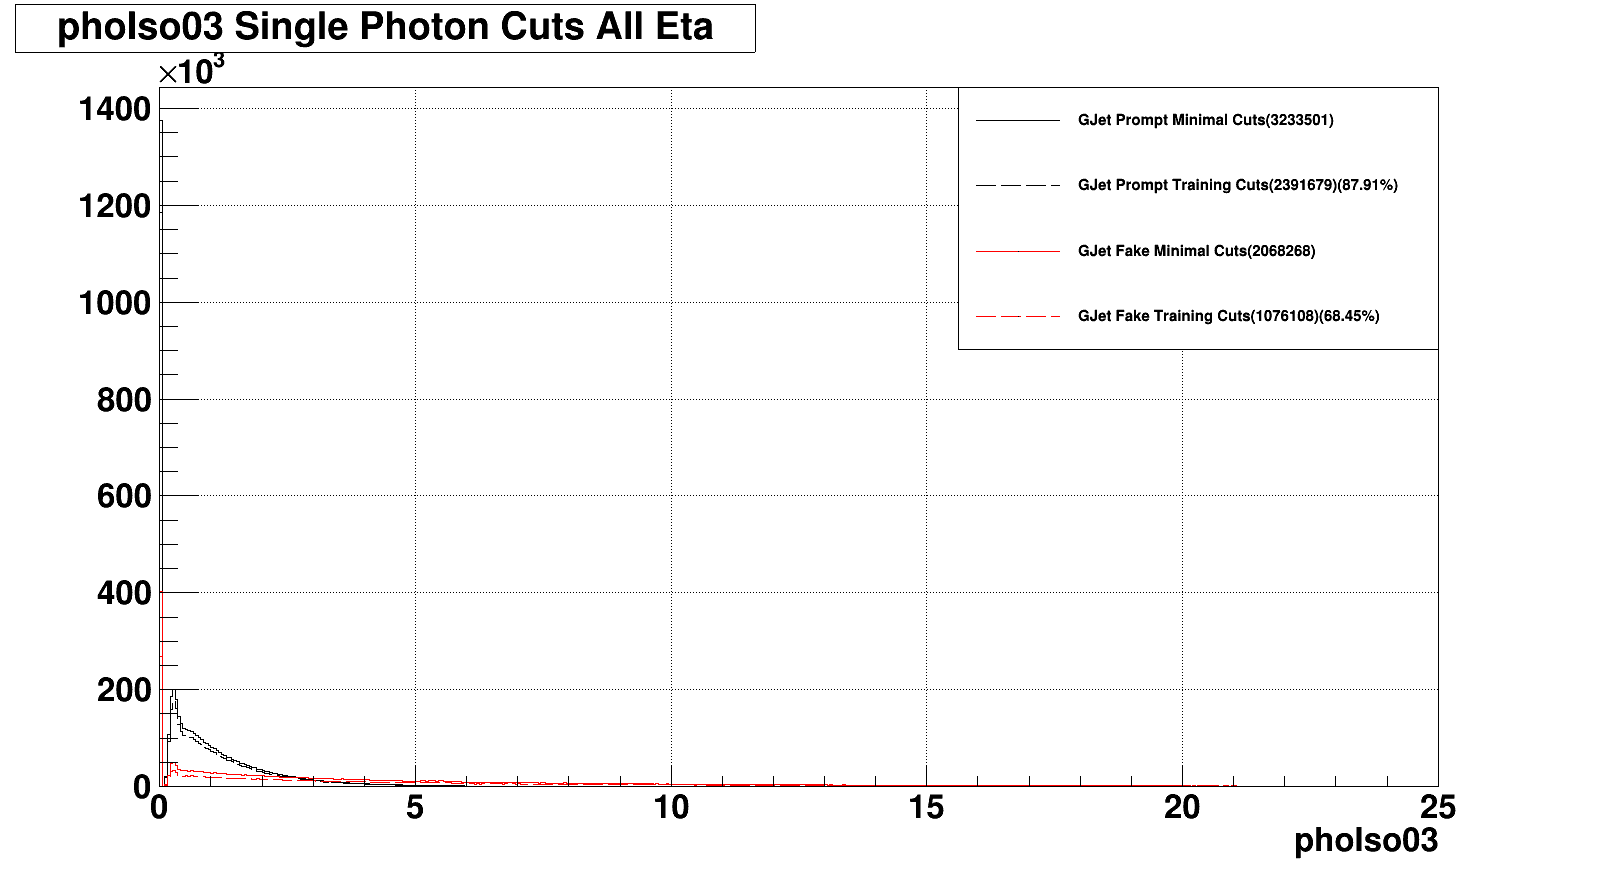 phoIso03 Single Photon Cuts All Eta
×10³
1400
1200
1000
800
600
400
200
0
GJet Prompt Minimal Cuts(3233501)
GJet Prompt Training Cuts(2391679)(87.91%)
GJet Fake Minimal Cuts(2068268)
GJet Fake Training Cuts(1076108)(68.45%)
0 5 10 15 20 25
phoIso03